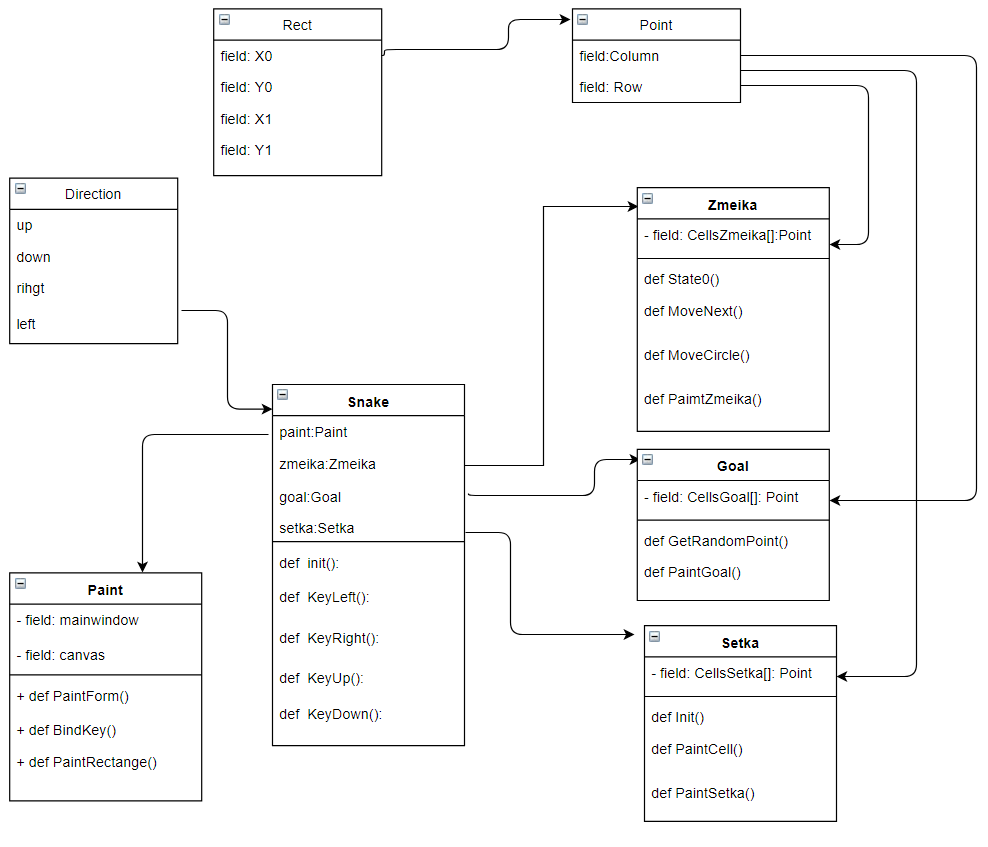 Rect
field: X0
field: Y0
field: X1
field: Y1
Point
field:Column
field: Row
Direction
up
down
rihgt
left
Zmeika
- field: CellsZmeika[]:Point
def State0()
def MoveNext()
def MoveCircle()
def PaimtZmeika()
Snake
paint:Paint
zmeika:Zmeika
goal:Goal
setka:Setka
def  init():
def  KeyLeft():
def  KeyRight():
def  KeyUp():
def  KeyDown():
Goal
- field: CellsGoal[]: Point
def GetRandomPoint()
def PaintGoal()
Paint
- field: mainwindow
- field: canvas
+ def PaintForm()
+ def BindKey()
+ def PaintRectange()
Setka
- field: CellsSetka[]: Point
def Init()
def PaintCell()
def PaintSetka()